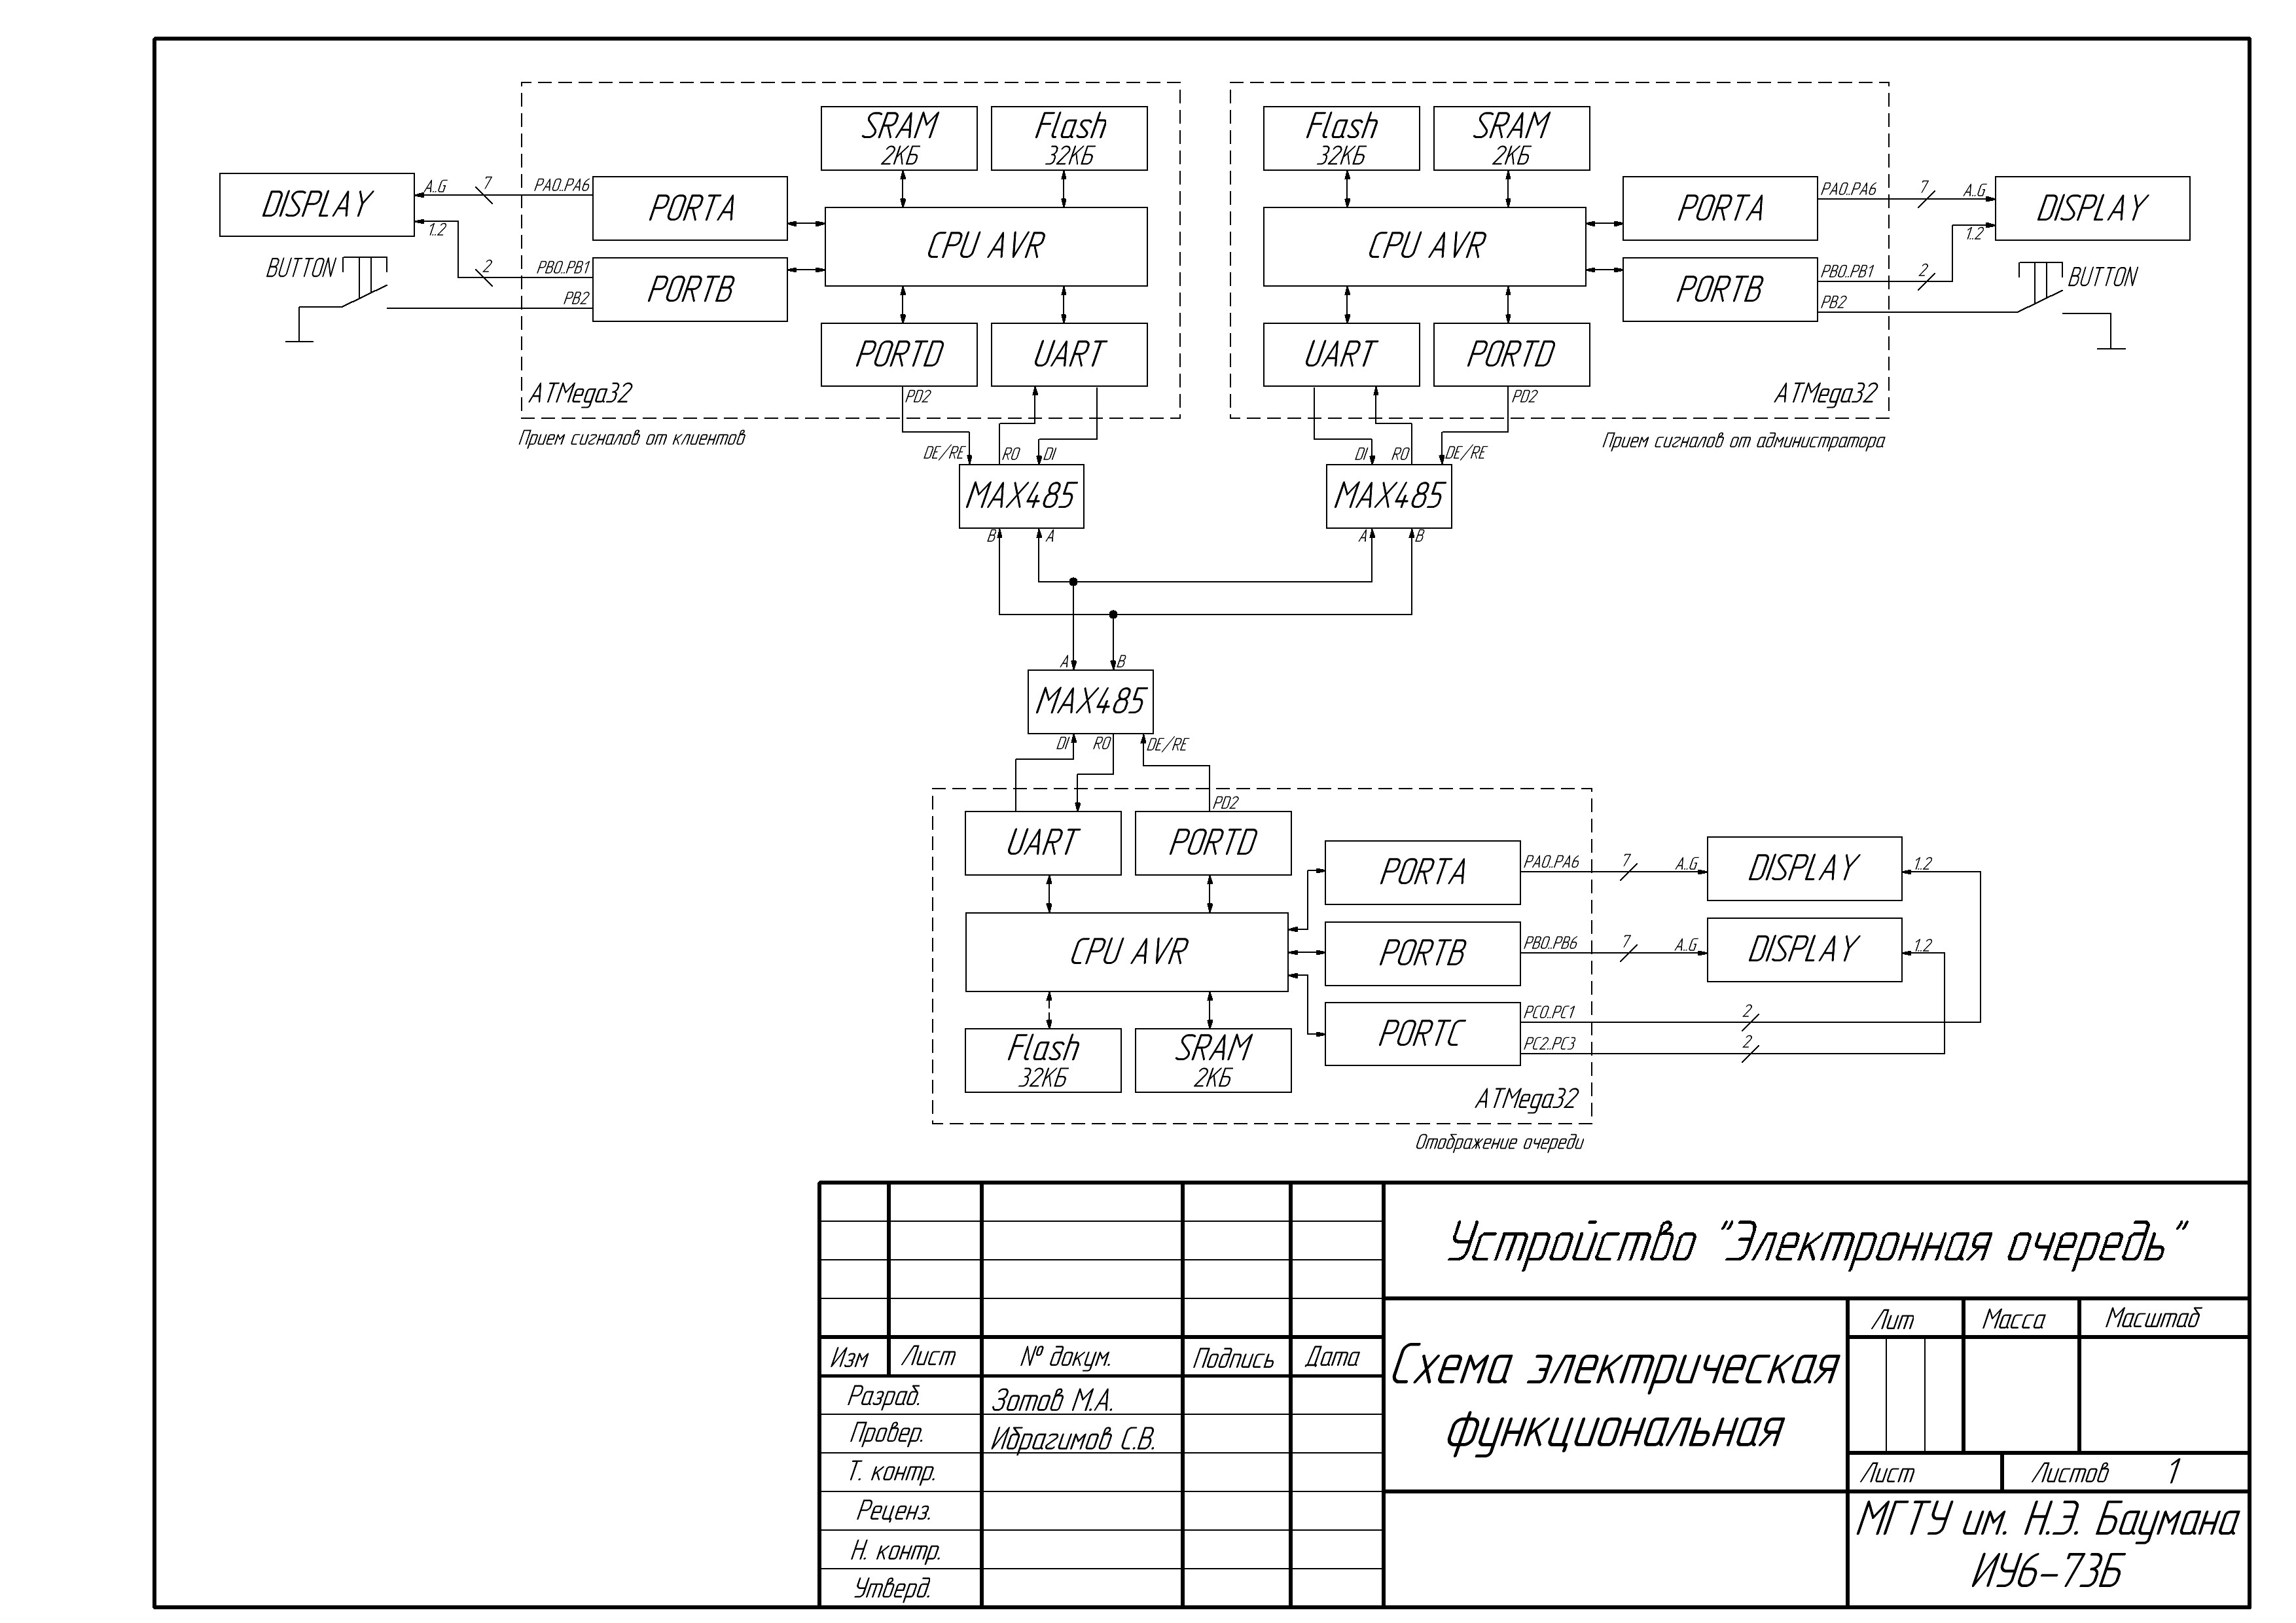 SRAM
2КБ
Flash
32КБ
DISPLAY
A..G
7
PA0..PA6
PORTA
1..2
2
PB0..PB1
PORTB
PB2
BUTTON
CPU AVR
PORTD
UART
PD2
ATMega32
Прием сигналов от клиентов
DE/RE
RO
DI
MAX485
B
A
Flash
32КБ
SRAM
2КБ
CPU AVR
PORTA
PA0..PA6
7
A..G
DISPLAY
1..2
PORTB
PB0..PB1
2
PB2
BUTTON
UART
PORTD
PD2
ATMega32
Прием сигналов от администратора
DI
RO
DE/RE
MAX485
A
B
A
B
MAX485
DI
RO
DE/RE
PD2
UART
PORTD
CPU AVR
Flash
32КБ
SRAM
2КБ
PORTA
PA0..PA6
7
A..G
DISPLAY
1..2
PORTB
PB0..PB6
7
A..G
DISPLAY
1..2
PORTC
PC0..PC1
2
PC2..PC3
2
ATMega32
Отображение очереди
Устройство "Электронная очередь"
Изм
Лист
№ докум.
Подпись
Дата
Разраб.
Зотов М.А.
Провер.
Ибрагимов С.В.
Т. контр.
Реценз.
Н. контр.
Утверд.
Схема электрическая
функциональная
Лит
Масса
Масштаб
Лист
Листов 1
МГТУ им. Н.Э. Баумана
ИУ6-73Б